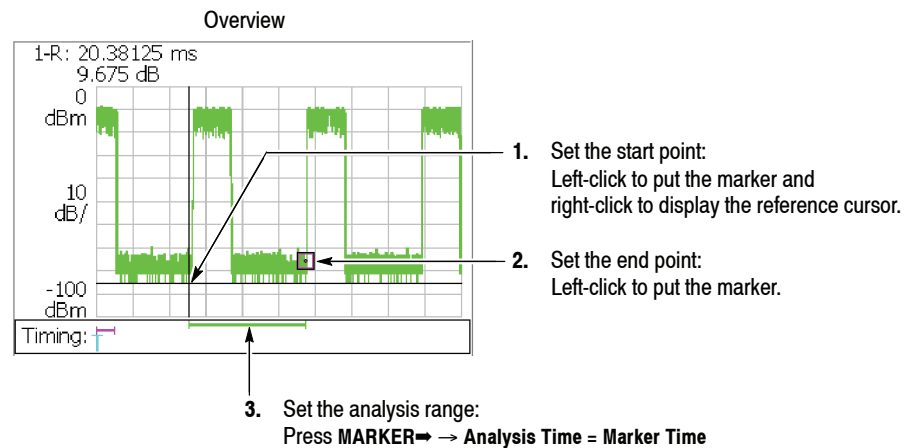 Overview
1-R: 20.38125 ms
9.675 dB
0
dBm
10
dB/
-100
dBm
Timing:
1. Set the start point:
Left-click to put the marker and
right-click to display the reference cursor.
2. Set the end point:
Left-click to put the marker.
3. Set the analysis range:
Press MARKER➡ → Analysis Time = Marker Time